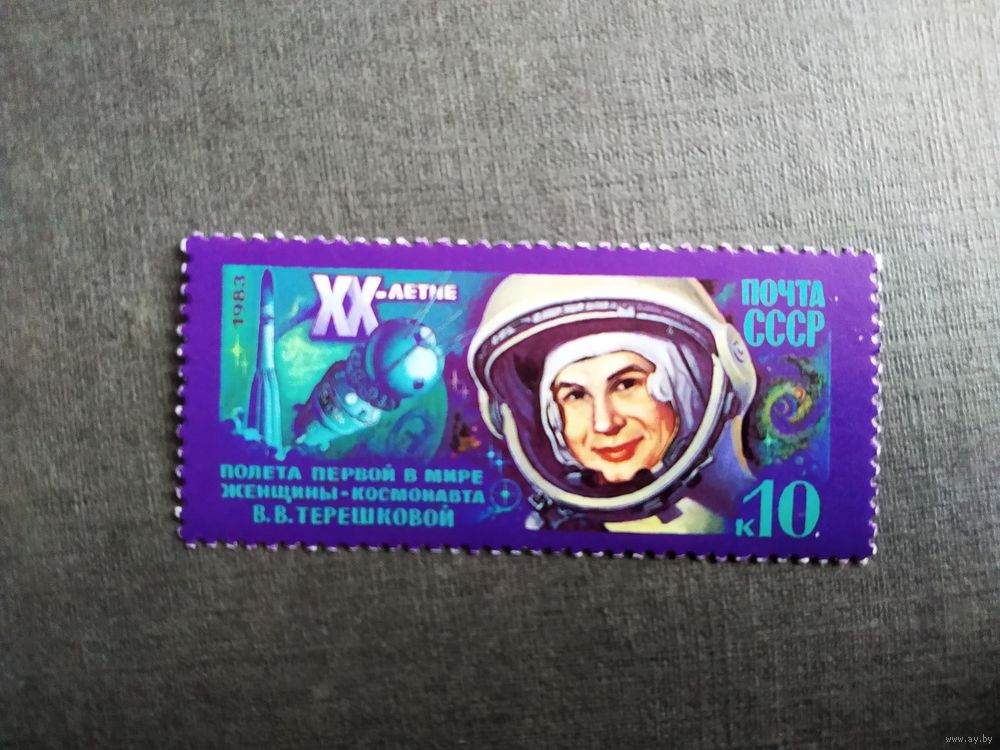 1983
XX-ЛЕТИЕ
ПОЛЕТА ПЕРВОЙ В МИРЕ
ЖЕНЩИНЫ-КОСМОНАВТА
В.В.ТЕРЕШКОВОЙ
ПОЧТА
СССР
К10
www.ay.by